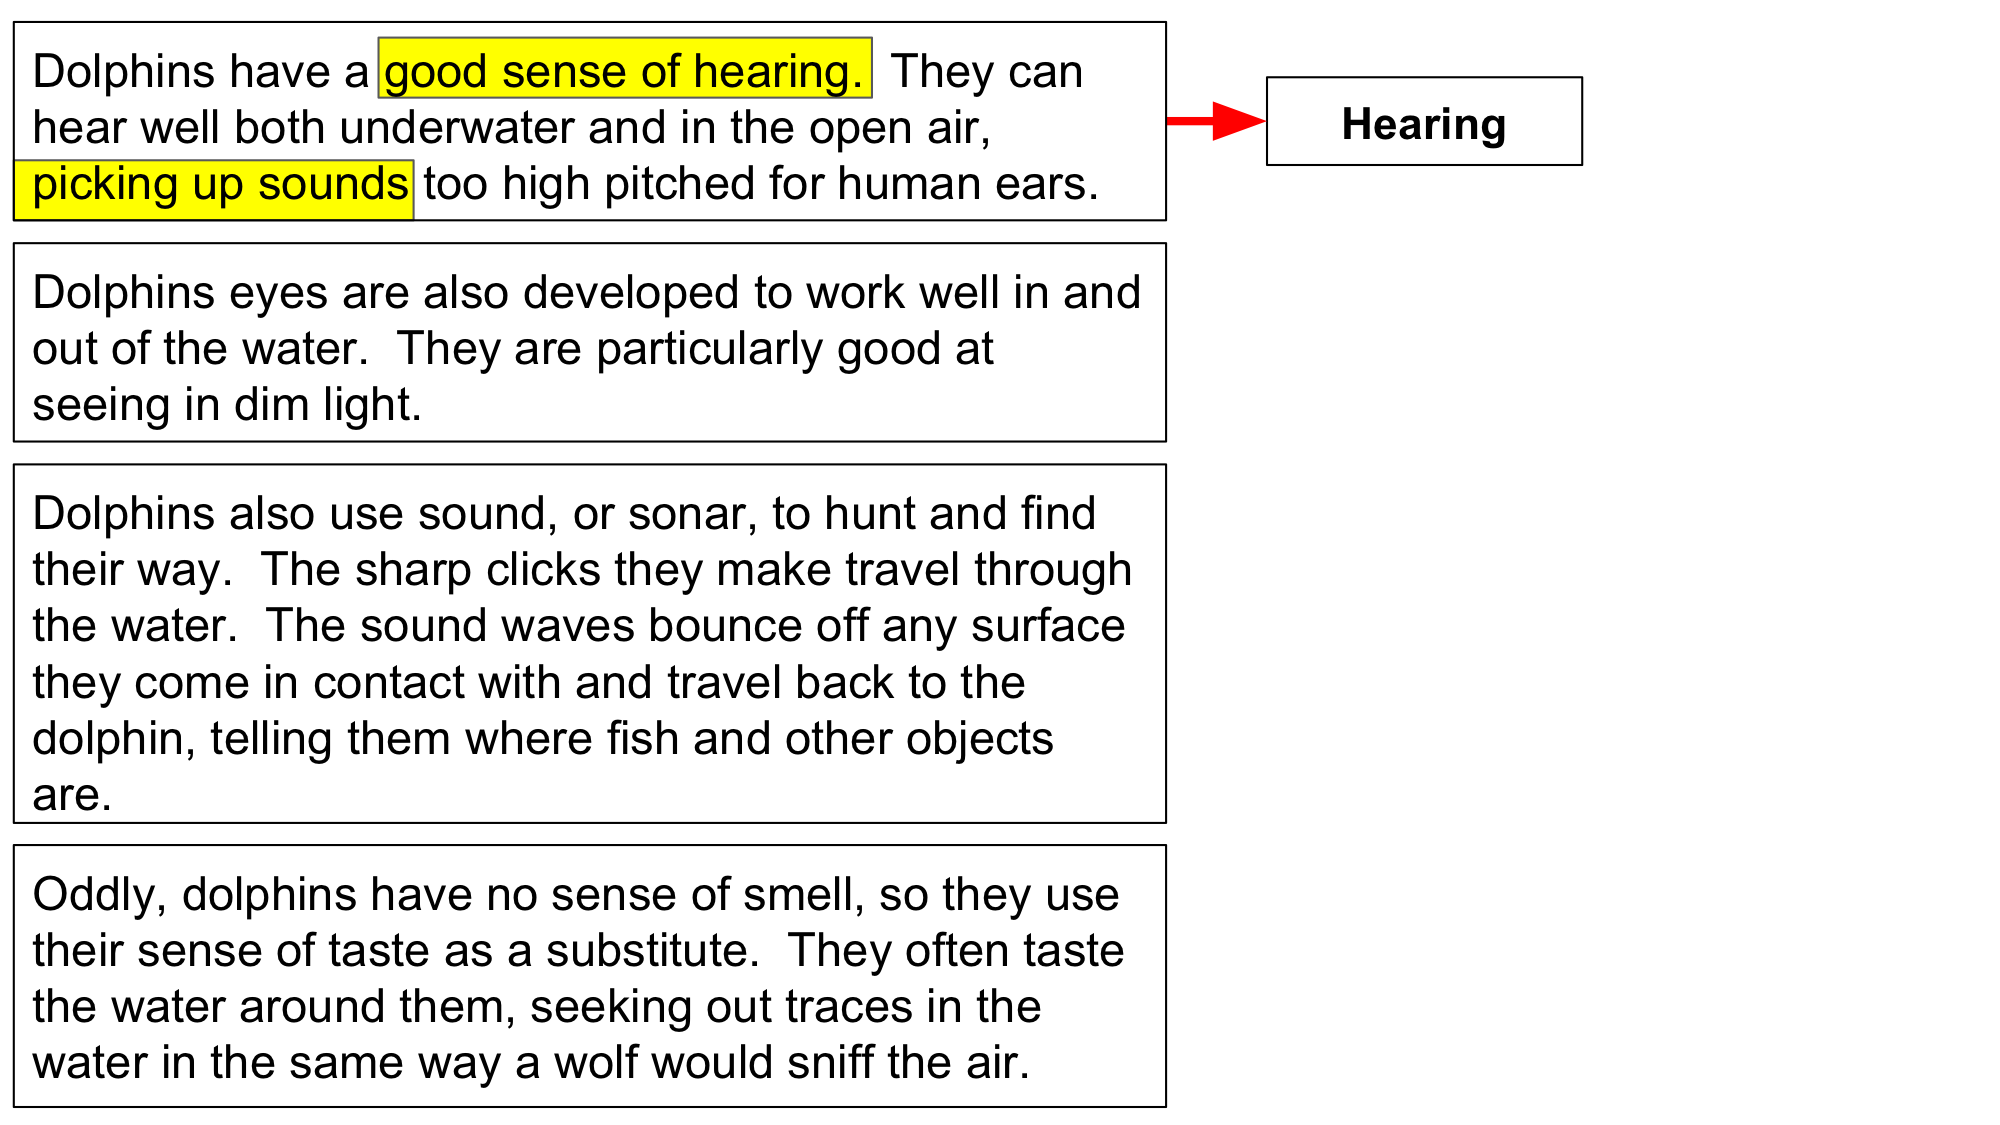 Dolphins have a good sense of hearing.  They can
hear well both underwater and in the open air,
picking up sounds too high pitched for human ears.
Hearing
Dolphins eyes are also developed to work well in and
out of the water.  They are particularly good at
seeing in dim light.
Dolphins also use sound, or sonar, to hunt and find
their way.  The sharp clicks they make travel through
the water.  The sound waves bounce off any surface
they come in contact with and travel back to the
dolphin, telling them where fish and other objects
are.
Oddly, dolphins have no sense of smell, so they use
their sense of taste as a substitute.  They often taste
the water around them, seeking out traces in the
water in the same way a wolf would sniff the air.